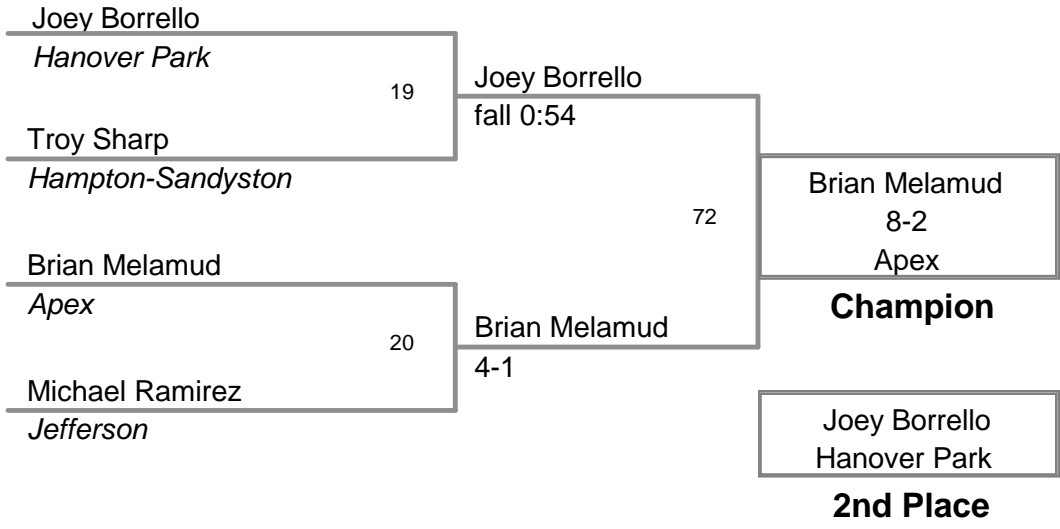 Joey Borrello
Hanover Park
19
Troy Sharp
Hampton-Sandyston
Joey Borrello
fall 0:54
Brian Melamud
Apex
20
Michael Ramirez
Jefferson
Brian Melamud
4-1
72
Brian Melamud
8-2
Apex
Champion
Joey Borrello
Hanover Park
2nd Place